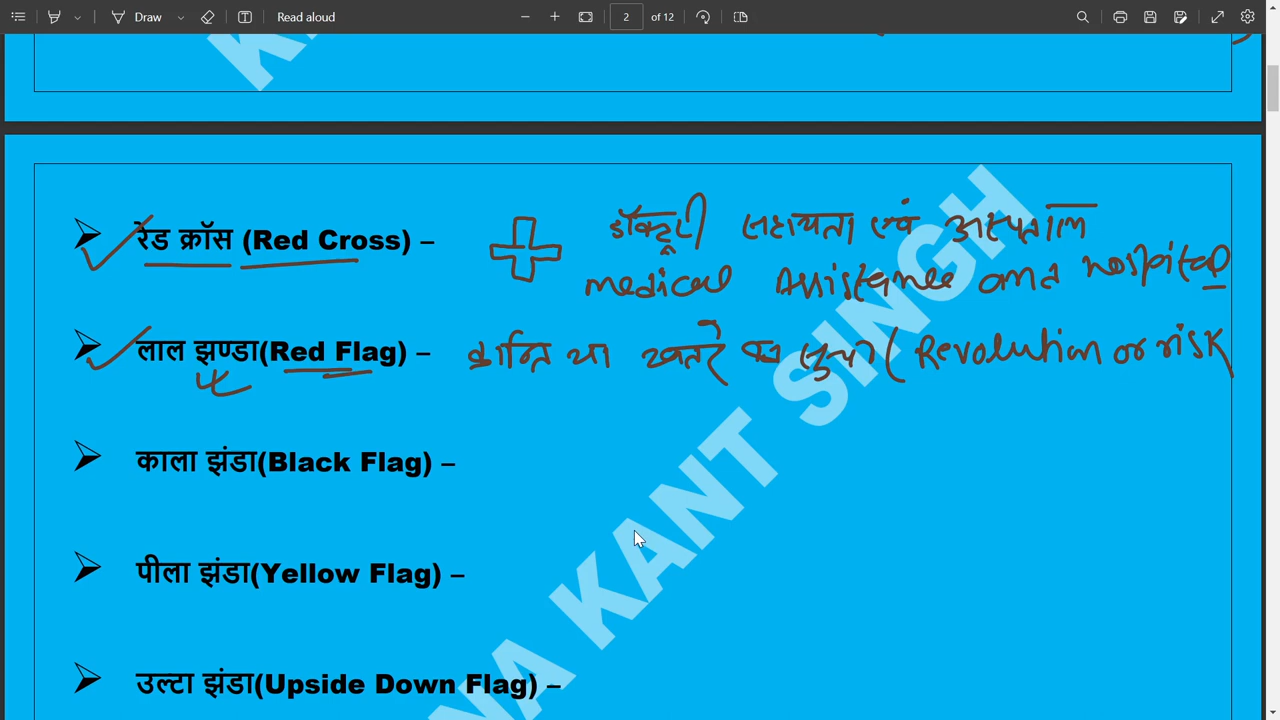 Draw
Read aloud
2 of 12
रेड क्रॉस (Red Cross) – डॉक्ट्री सहायता एवं अस्पताल
medical Assistance and hospital
लाल झण्डा(Red Flag) – क्रान्ति या खतरे का सूचक (Revolution or risk
काला झंडा(Black Flag) –
पीला झंडा(Yellow Flag) –
उल्टा झंडा(Upside Down Flag) –
KANT SINGH